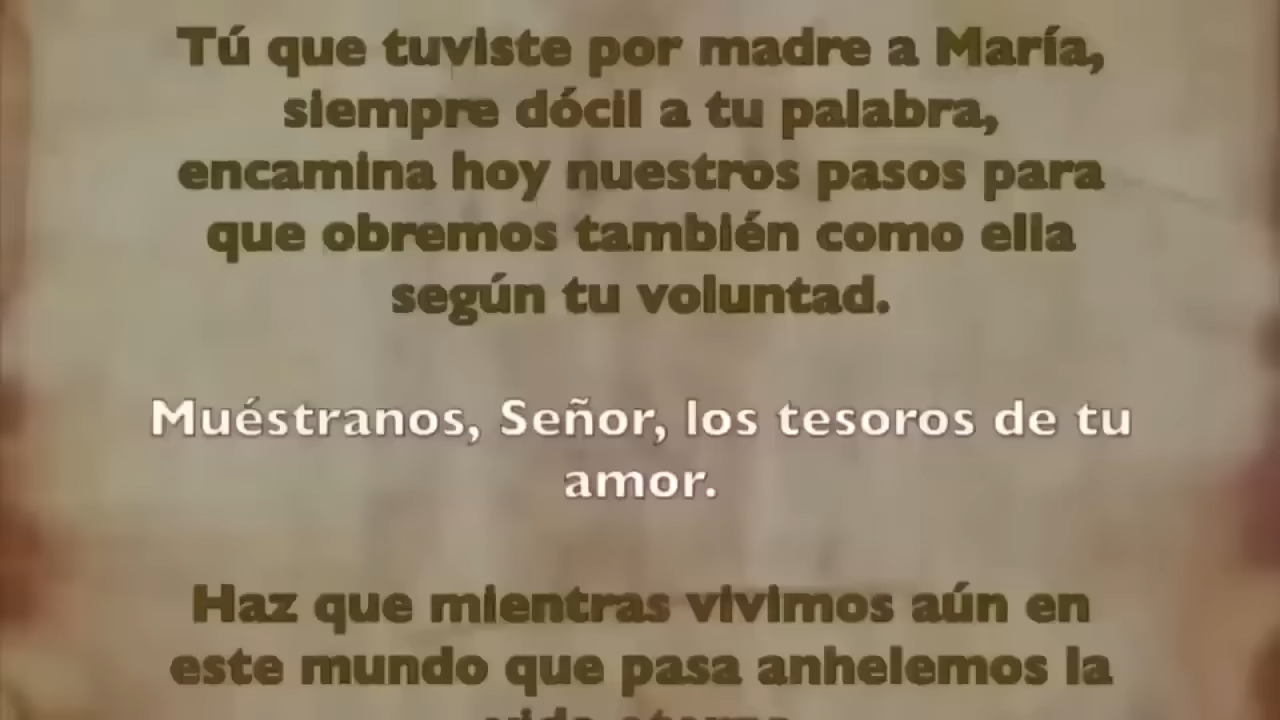 Tú que tuviste por madre a María,
siempre dócil a tu palabra,
encamina hoy nuestros pasos para
que obremos también como ella
según tu voluntad.
Muéstranos, Señor, los tesoros de tu
amor.
Haz que mientras vivimos aún en
este mundo que pasa anhelemos la